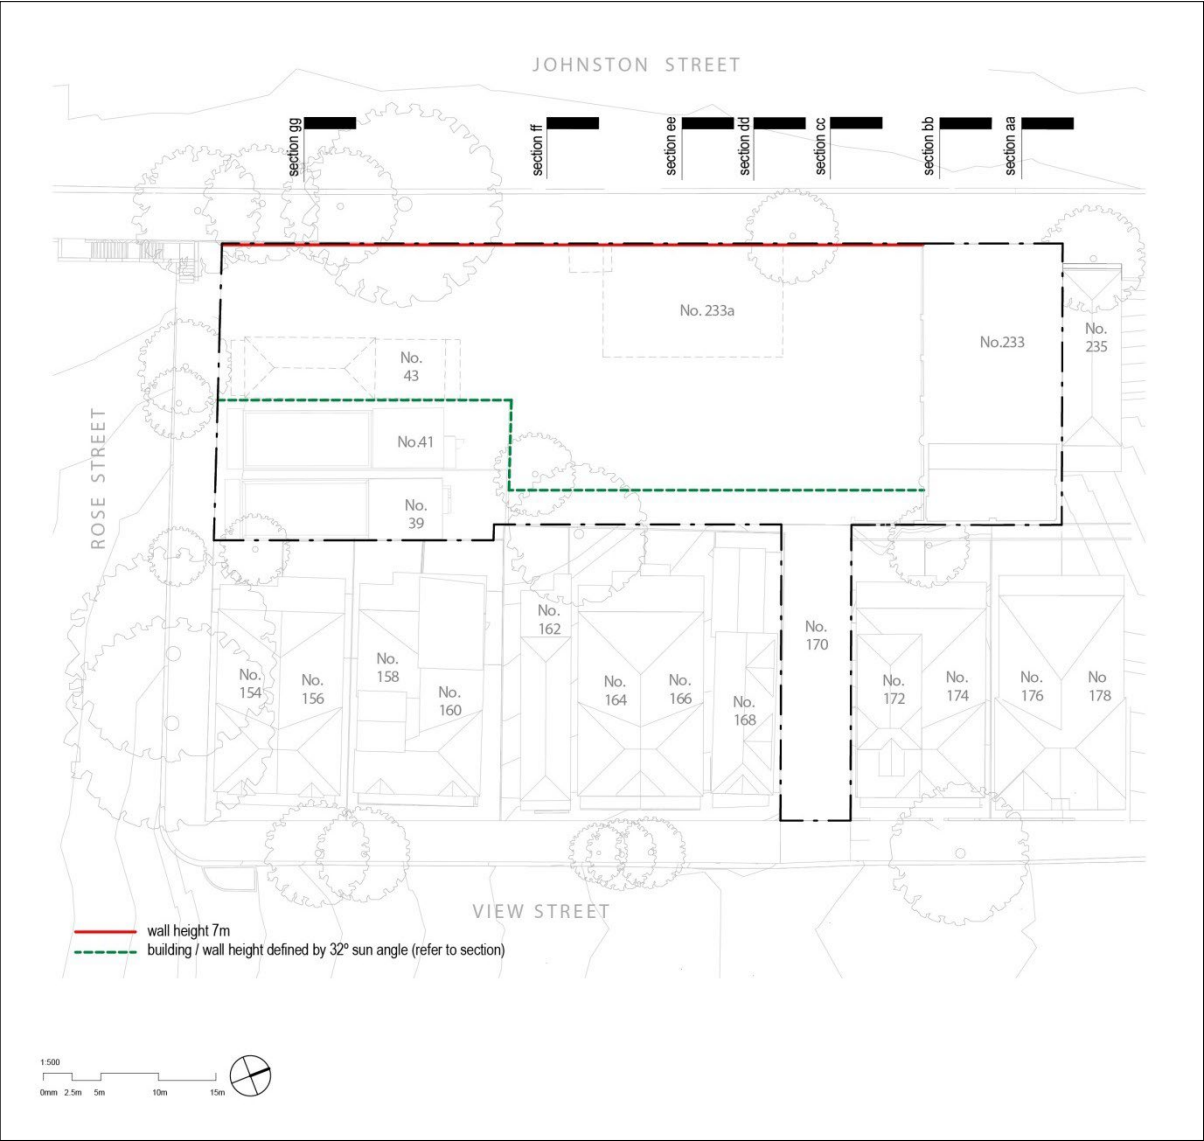 JOHNSTON STREET
section gg
section ff
section ee
section dd
section cc
section bb
section aa
No. 233a
No.233
No.
235
No.
43
No.41
No.
39
ROSE STREET
No.
154
No.
156
No.
158
No.
160
No.
162
No.
164
No.
166
No.
168
No.
170
No.
172
No.
174
No.
176
No
178
VIEW STREET
wall height 7m
building / wall height defined by 32º sun angle (refer to section)
1:500
0mm 2.5m 5m 10m 15m